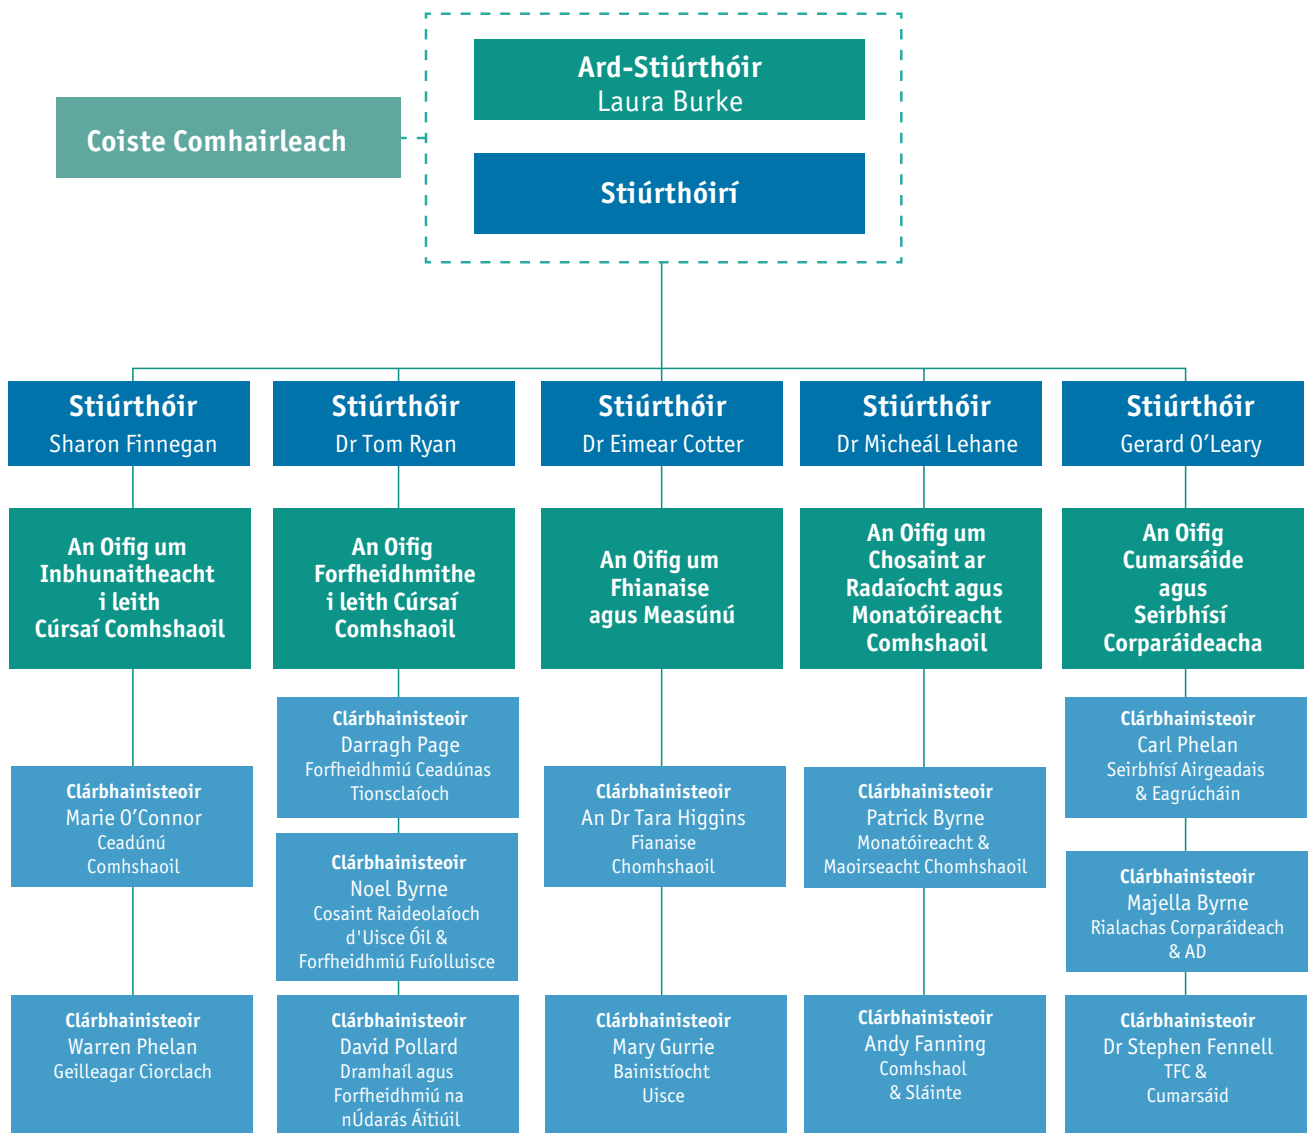 Ard-Stiúrthóir
Laura Burke
Coiste Comhairleach
Stiúrthóirí
Stiúrthóir
Sharon Finnegan
Stiúrthóir
Dr Tom Ryan
Stiúrthóir
Dr Eimear Cotter
Stiúrthóir
Dr Micheál Lehane
Stiúrthóir
Gerard O’Leary
An Oifig um
Inbhunaitheacht
i leith
Cúrsaí Comhshaoil
An Oifig
Forfheidhmithe
i leith Cúrsaí
Comhshaoil
An Oifig um
Fhianaise
agus Measúnú
An Oifig um
Chosaint ar
Radaíocht agus
Monatóireacht
Comhshaoil
An Oifig
Cumarsáide
agus
Seirbhísí
Corparáideacha
Clárbhainisteoir
Marie O’Connor
Ceadúnú
Comhshaoil
Clárbhainisteoir
Warren Phelan
Geilleagar Ciorclach
Clárbhainisteoir
Darragh Page
Forfheidhmiú Ceadúnas
Tionsclaíoch
Clárbhainisteoir
Noel Byrne
Cosaint Raideolaíoch
d'Uisce Óil &
Forfheidhmiú Fuíolluisce
Clárbhainisteoir
David Pollard
Dramhaíl agus
Forfheidhmiú na
nÚdarás Áitiúil
Clárbhainisteoir
An Dr Tara Higgins
Fianaise
Chomhshaoil
Clárbhainisteoir
Mary Gurrie
Bainistíocht
Uisce
Clárbhainisteoir
Patrick Byrne
Monatóireacht &
Maoirseacht Chomhshaoil
Clárbhainisteoir
Andy Fanning
Comhshaol
& Sláinte
Clárbhainisteoir
Carl Phelan
Seirbhísí Airgeadais
& Eagrúcháin
Clárbhainisteoir
Majella Byrne
Rialachas Corparáideach
& AD
Clárbhainisteoir
Dr Stephen Fennell
TFC &
Cumarsáid